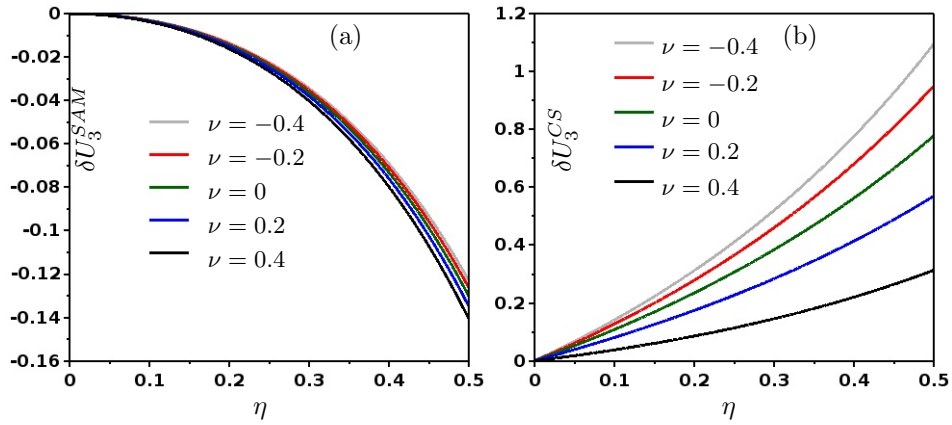 (a)
-0
-0.02
-0.04
-0.06
-0.08
-0.1
-0.12
-0.14
-0.16
δU₃^{SAM}
ν = −0.4
ν = −0.2
ν = 0
ν = 0.2
ν = 0.4
0 0.1 0.2 0.3 0.4 0.5
η
(b)
1.2
1
0.8
0.6
0.4
0.2
0
δU₃^{CS}
ν = −0.4
ν = −0.2
ν = 0
ν = 0.2
ν = 0.4
0 0.1 0.2 0.3 0.4 0.5
η